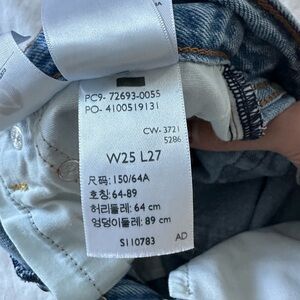 PC9- 72693-0055
PO- 4100519131
CW-3721
5286
W25 L27
尺码: 150/64A
호칭: 64-89
허리둘레: 64 cm
엉덩이둘레: 89 cm
S110783 AD